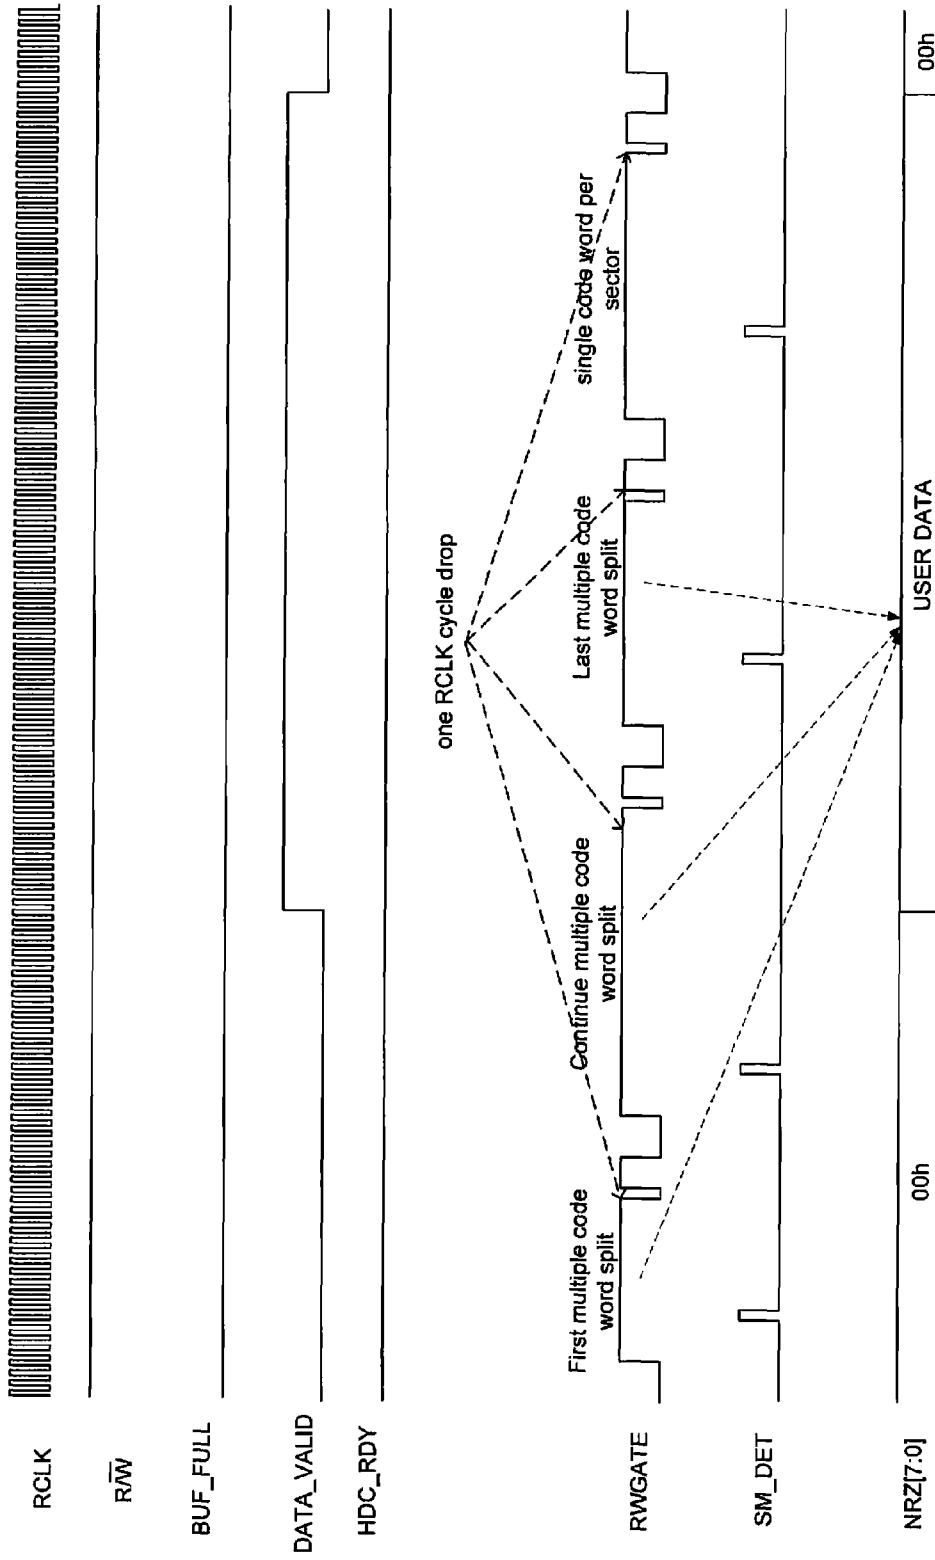 RCLK
R/W̅
BUF_FULL
DATA_VALID
HDC_RDY
one RCLK cycle drop
RWGATE
First multiple code
word split
Continue multiple code
word split
Last multiple code
word split
single code word per
sector
SM_DET
NRZ[7:0]
00h
USER DATA
00h